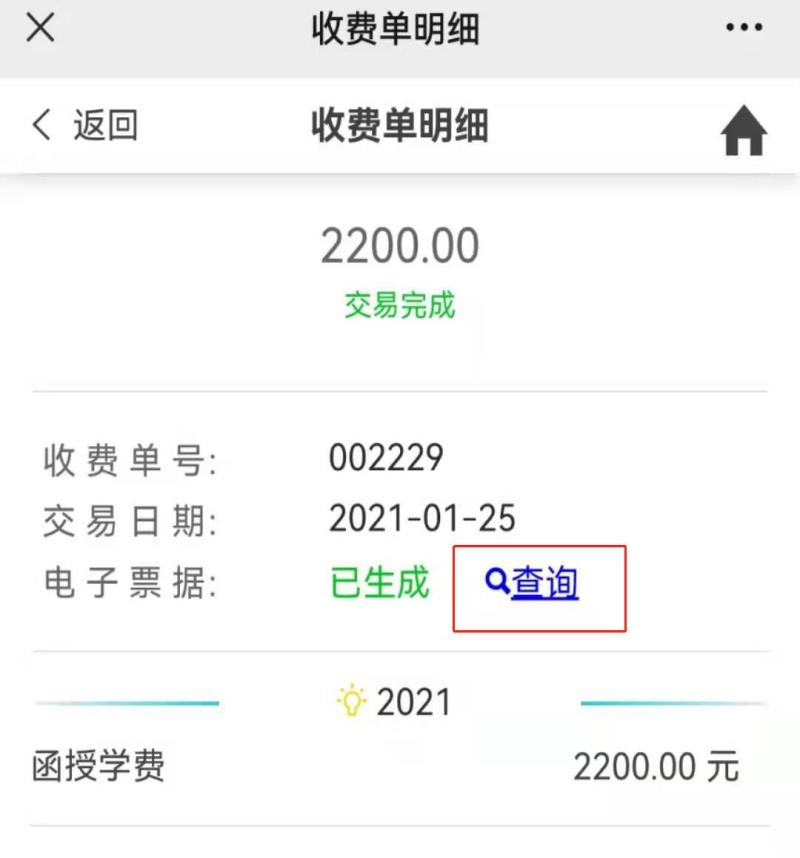 收费单明细
返回 收费单明细
2200.00
交易完成
收费单号: 002229
交易日期: 2021-01-25
电子票据: 已生成 查询
2021
函授学费 2200.00 元